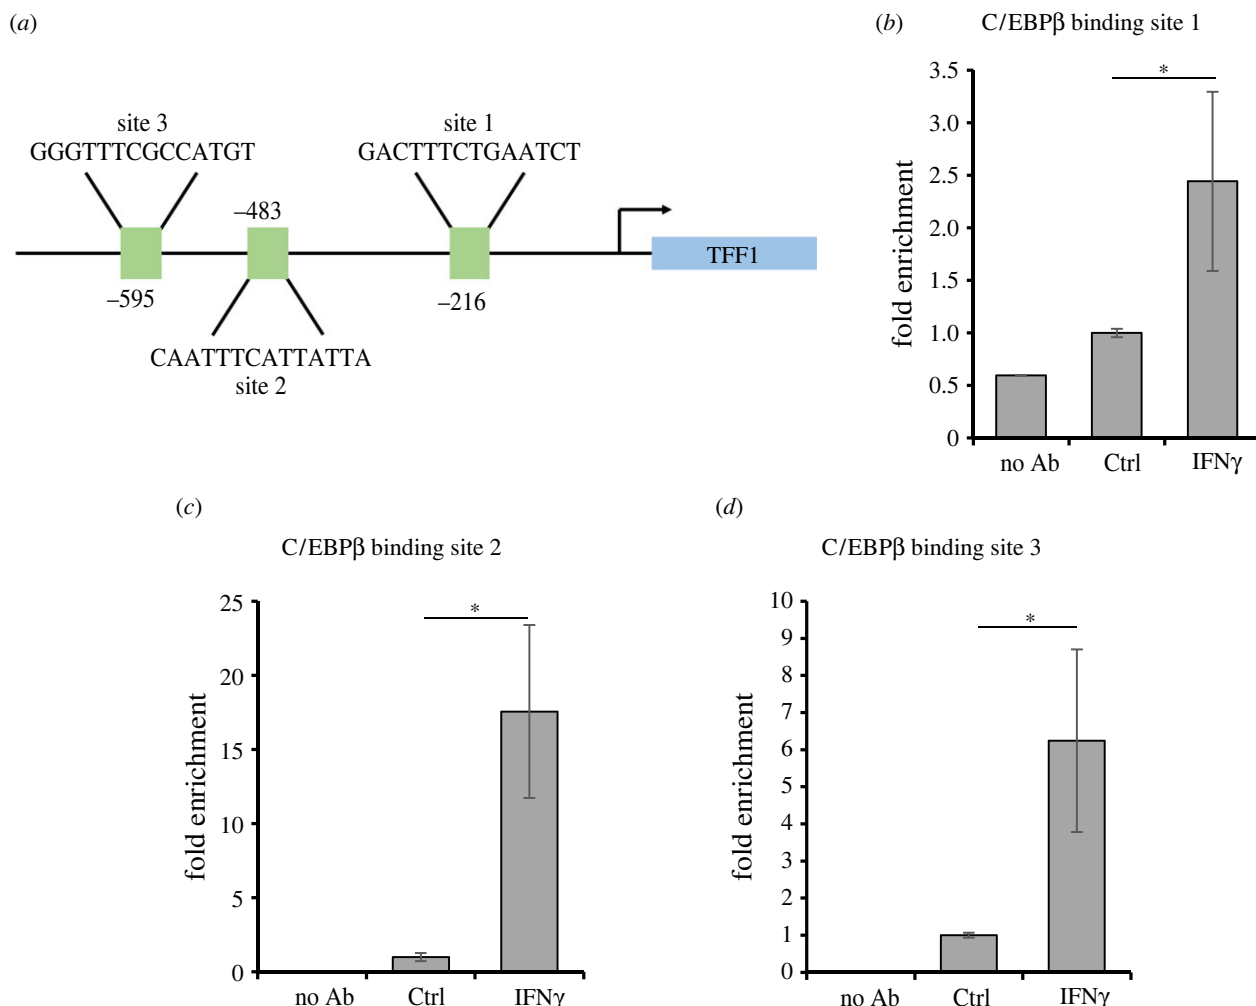 (a)
site 3
GGGTTTCGCCATGT
site 1
GACTTTCTGAATCT
–483
TFF1
–595
–216
CAATTTCATTATTA
site 2
(b)
C/EBPβ binding site 1
fold enrichment
3.5
3.0
2.5
2.0
1.5
1.0
0.5
0
*
no Ab Ctrl IFNγ
(c)
C/EBPβ binding site 2
fold enrichment
25
20
15
10
5
0
*
no Ab Ctrl IFNγ
(d)
C/EBPβ binding site 3
fold enrichment
10
9
8
7
6
5
4
3
2
1
0
*
no Ab Ctrl IFNγ